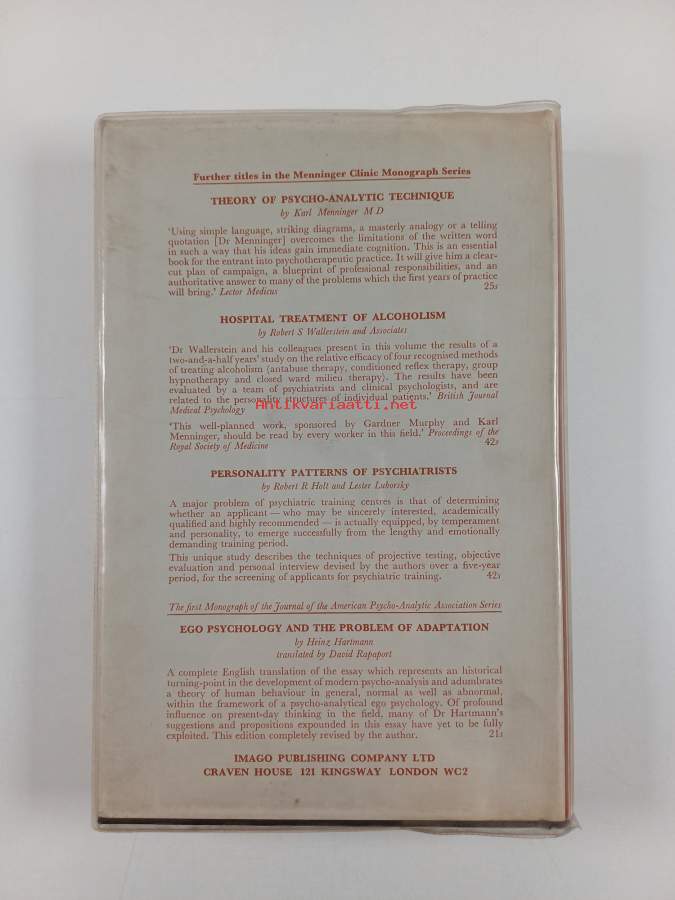 Further titles in the Menninger Clinic Monograph Series
THEORY OF PSYCHO-ANALYTIC TECHNIQUE
by Karl Menninger M D
'Using simple language, striking diagrams, a masterly analogy or a telling
quotation [Dr Menninger] overcomes the limitations of the written word
in such a way that his ideas gain immediate cognition. This is an essential
book for the entrant into psychotherapeutic practice. It will give him a clear-
cut plan of campaign, a blueprint of professional responsibilities, and an
authoritative answer to many of the problems which the first years of practice
will bring.' Lector Medicus 25s
HOSPITAL TREATMENT OF ALCOHOLISM
by Robert S Wallerstein and Associates
'Dr Wallerstein and his colleagues present in this volume the results of a
two-and-a-half years' study on the relative efficacy of four recognised methods
of treating alcoholism (antabuse therapy, conditioned reflex therapy, group
hypnotherapy and closed ward milieu therapy). The results have been
evaluated by a team of psychiatrists and clinical psychologists, and are
related to the personality structures of individual patients.' British Journal
Medical Psychology
Antikvariaatti.net
'This well-planned work, sponsored by Gardner Murphy and Karl
Menninger, should be read by every worker in this field.' Proceedings of the
Royal Society of Medicine 42s
PERSONALITY PATTERNS OF PSYCHIATRISTS
by Robert R Holt and Lester Luborsky
A major problem of psychiatric training centres is that of determining
whether an applicant — who may be sincerely interested, academically
qualified and highly recommended — is actually equipped, by temperament
and personality, to emerge successfully from the lengthy and emotionally
demanding training period.
This unique study describes the techniques of projective testing, objective
evaluation and personal interview devised by the authors over a five-year
period, for the screening of applicants for psychiatric training. 42s
The first Monograph of the Journal of the American Psycho-Analytic Association Series
EGO PSYCHOLOGY AND THE PROBLEM OF ADAPTATION
by Heinz Hartmann
translated by David Rapaport
A complete English translation of the essay which represents an historical
turning-point in the development of modern psycho-analysis and adumbrates
a theory of human behaviour in general, normal as well as abnormal,
within the framework of a psycho-analytical ego psychology. Of profound
influence on present-day thinking in the field, many of Dr Hartmann's
suggestions and propositions expounded in this essay have yet to be fully
exploited. This edition completely revised by the author. 21s
IMAGO PUBLISHING COMPANY LTD
CRAVEN HOUSE 121 KINGSWAY LONDON WC2